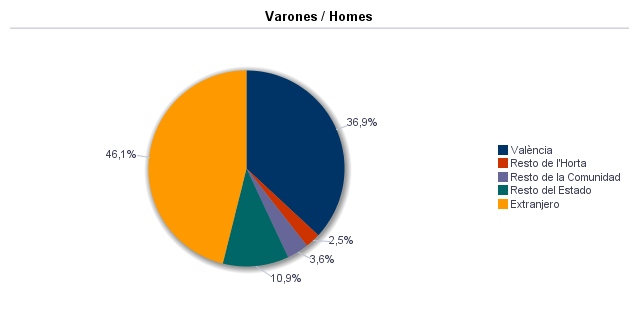 Varones / Homes
36,9%
46,1%
2,5%
3,6%
10,9%
València
Resto de l'Horta
Resto de la Comunidad
Resto del Estado
Extranjero